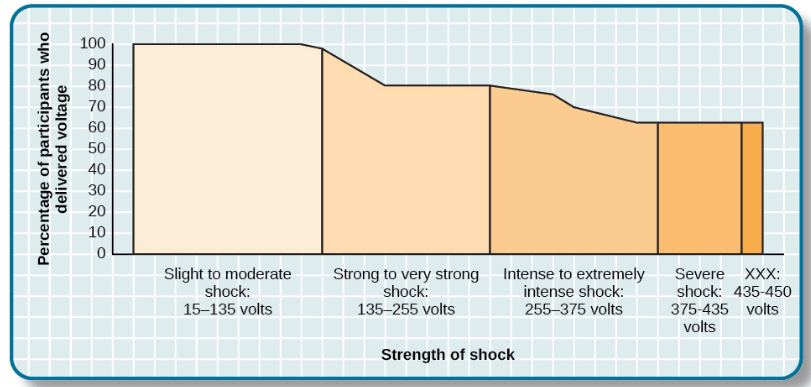 Percentage of participants who
delivered voltage
100
90
80
70
60
50
40
30
20
10
0
Slight to moderate
shock:
15–135 volts
Strong to very strong
shock:
135–255 volts
Intense to extremely
intense shock:
255–375 volts
Severe
shock:
375-435
volts
XXX:
435-450
volts
Strength of shock